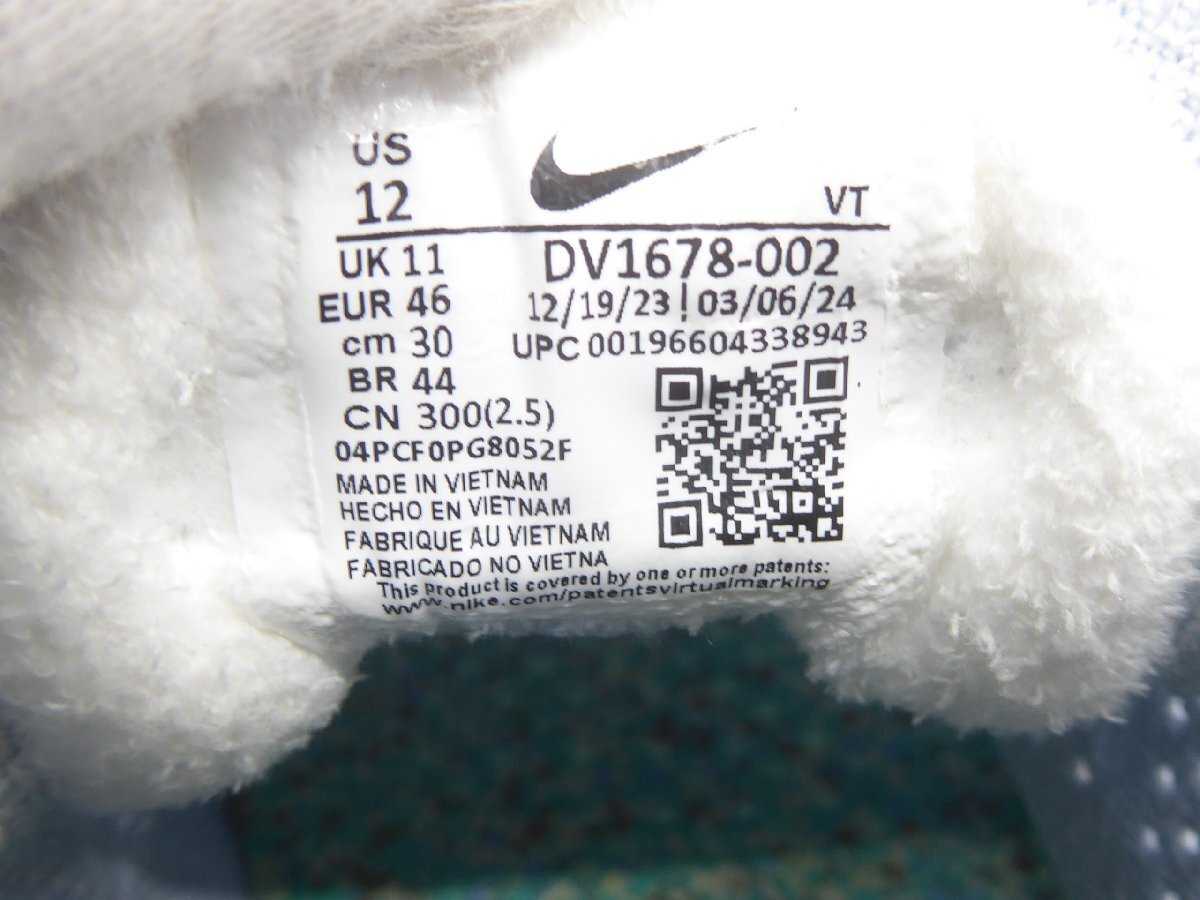 US
12
VT
UK 11
EUR 46
cm 30
BR 44
CN 300(2.5)
DV1678-002
12/19/23 | 03/06/24
UPC 00196604338943
04PCF0PG8052F
MADE IN VIETNAM
HECHO EN VIETNAM
FABRIQUE AU VIETNAM
FABRICADO NO VIETNA
This product is covered by one or more patents:
www.nike.com/patentsvirtualmarking